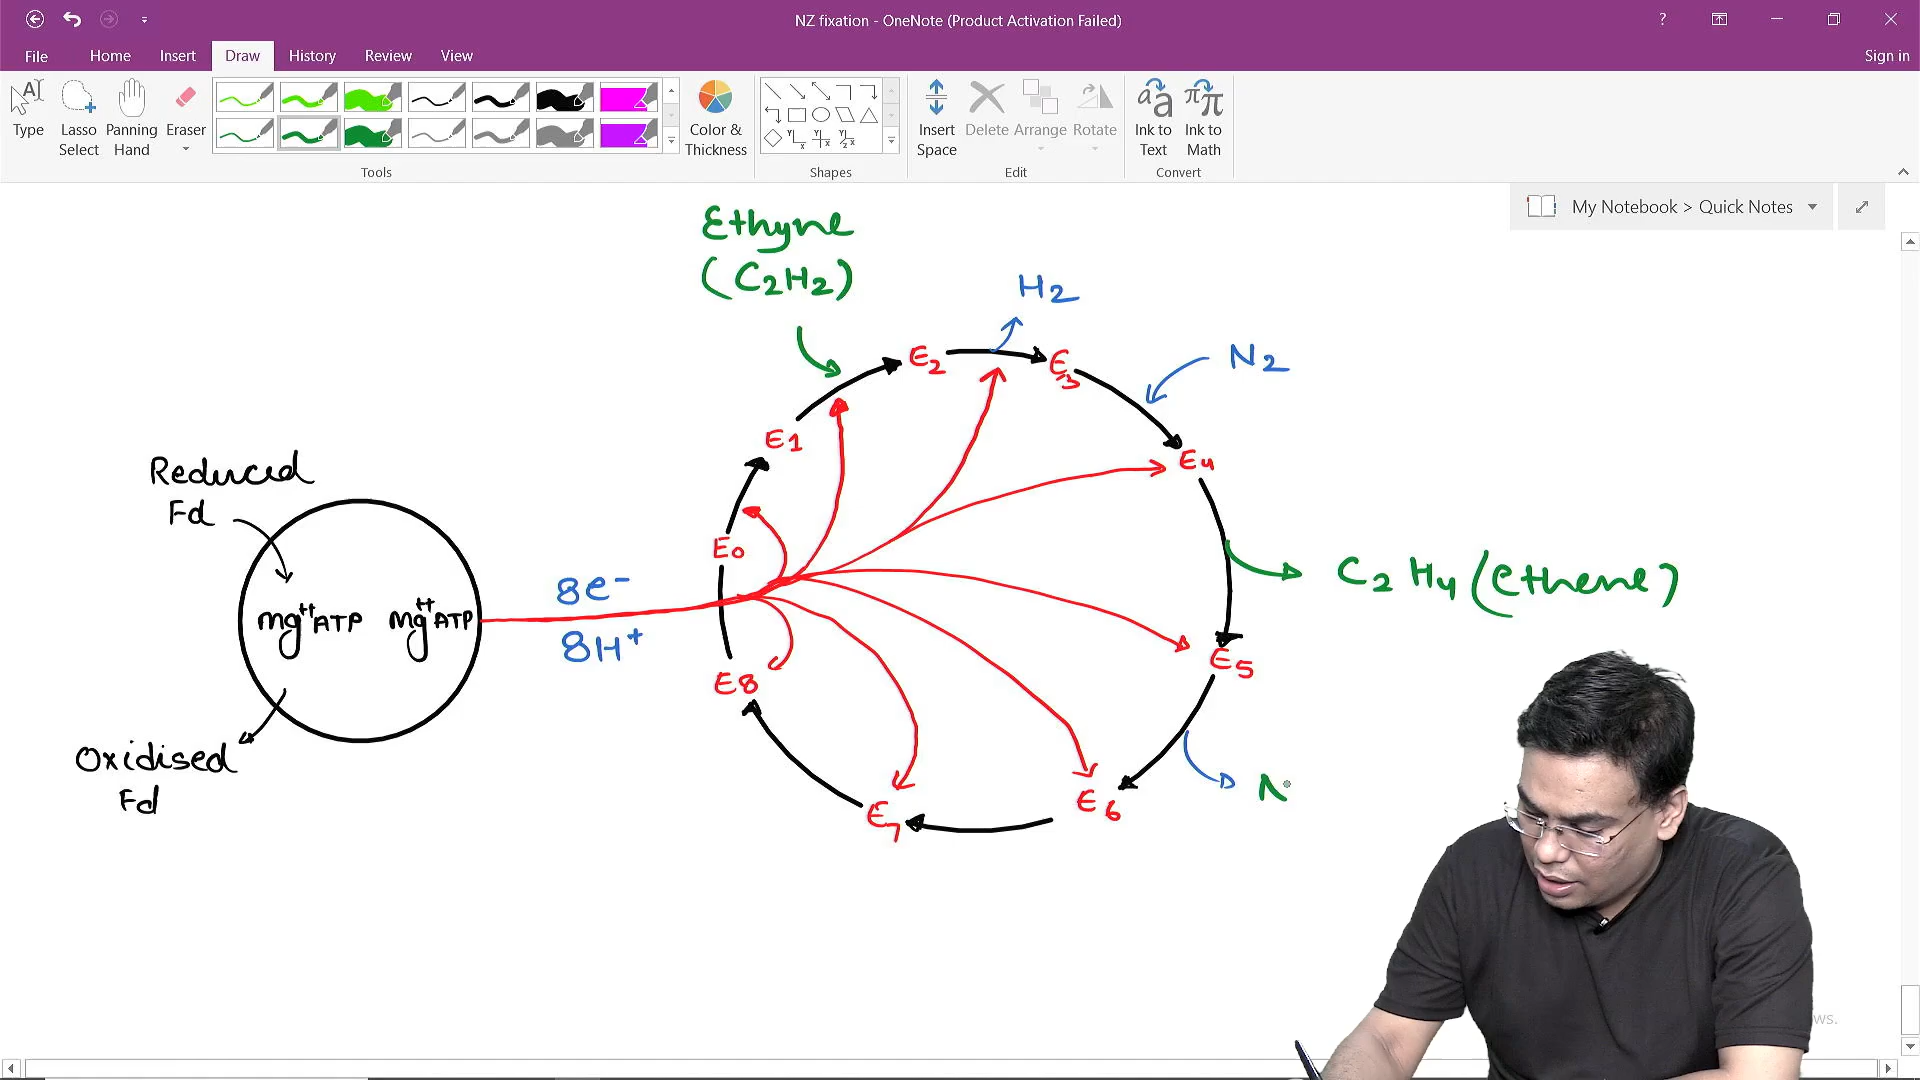 NZ fixation - OneNote (Product Activation Failed)
?
File Home Insert Draw History Review View Sign in
Type
Lasso Select
Panning Hand
Eraser
Color & Thickness
Insert Space
Delete
Arrange
Rotate
Ink to Text
Ink to Math
Tools Shapes Edit Convert
My Notebook > Quick Notes
Ethyne
(C2H2)
H2
N2
E2
E3
E1
E4
Reduced
Fd
E0
8e-
C2H4 (ethene)
mg++ATP mg++ATP
8H+
E5
E8
Oxidised
Fd
N
E6
E7
ws.